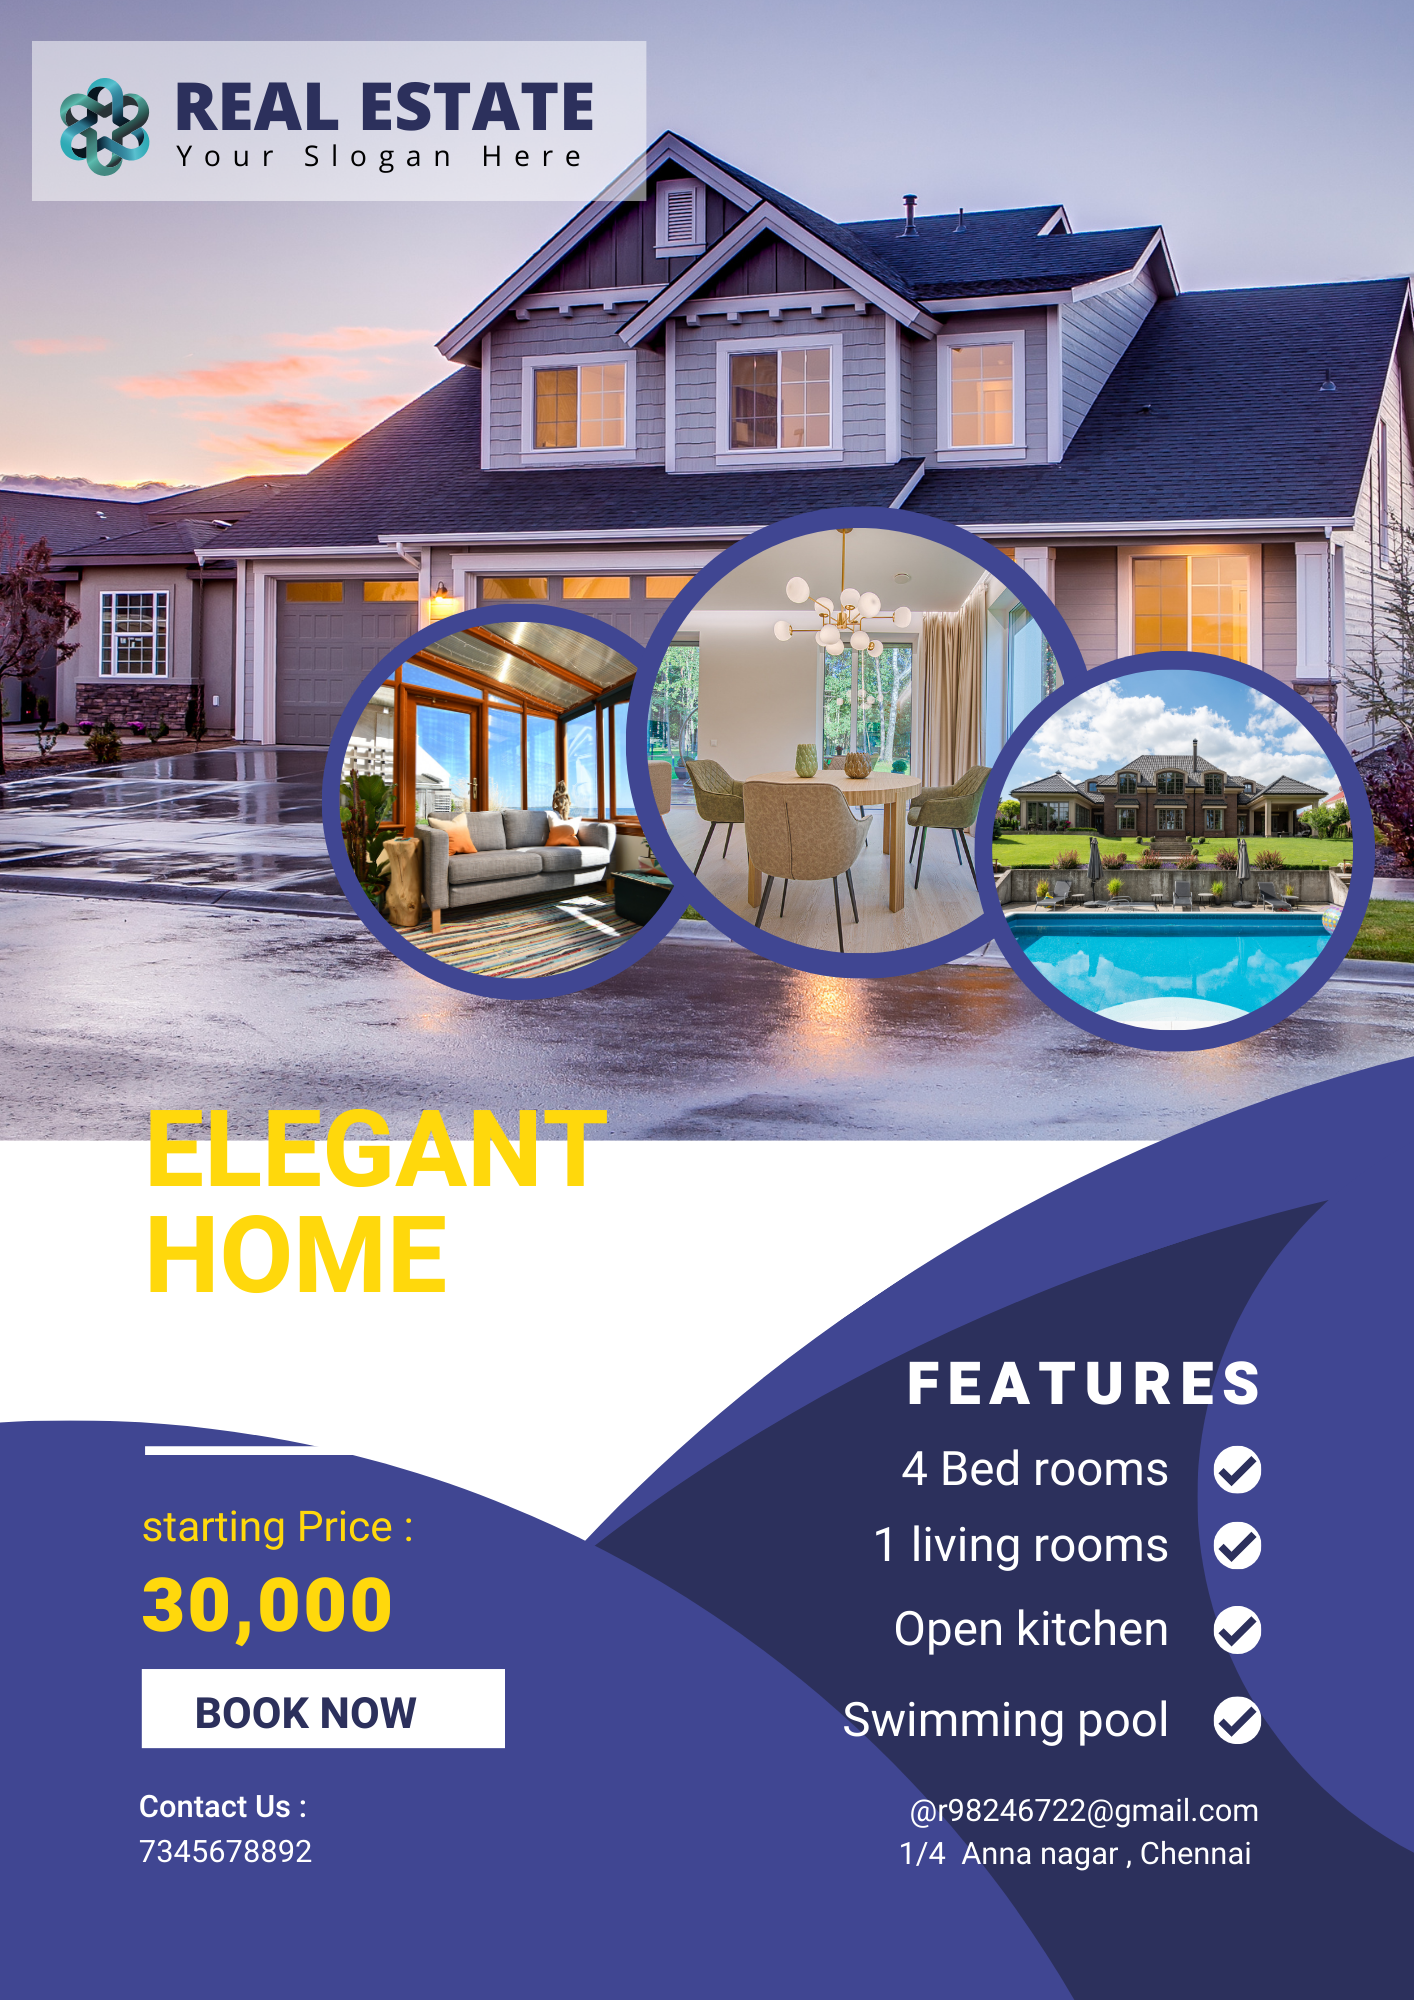 REAL ESTATE
Your Slogan Here
ELEGANT
HOME
FEATURES
4 Bed rooms
1 living rooms
Open kitchen
Swimming pool
starting Price :
30,000
BOOK NOW
Contact Us :
7345678892
@r98246722@gmail.com
1/4 Anna nagar , Chennai